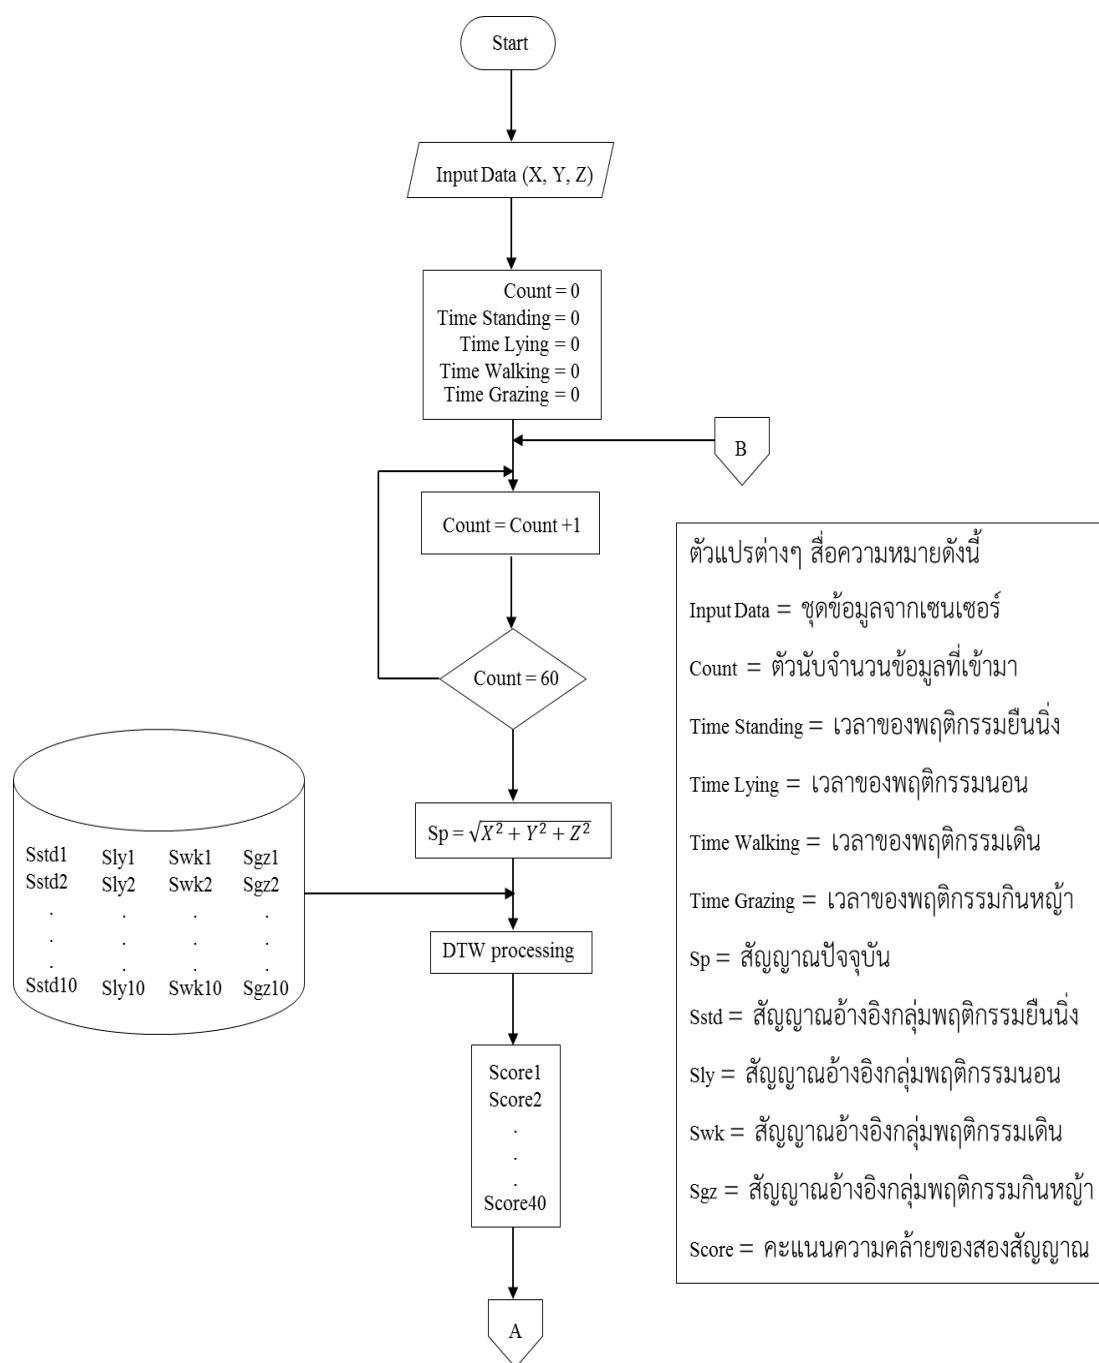 Start
Input Data (X, Y, Z)
Count = 0
Time Standing = 0
Time Lying = 0
Time Walking = 0
Time Grazing = 0
B
Count = Count +1
Count = 60
Sp = √X² + Y² + Z²
Sstd1 Sly1 Swk1 Sgz1
Sstd2 Sly2 Swk2 Sgz2
. . . .
. . . .
. . . .
Sstd10 Sly10 Swk10 Sgz10
DTW processing
Score1
Score2
.
.
.
Score40
A
ตัวแปรต่างๆ สื่อความหมายดังนี้
Input Data = ชุดข้อมูลจากเซนเซอร์
Count = ตัวนับจำนวนข้อมูลที่เข้ามา
Time Standing = เวลาของพฤติกรรมยืนนิ่ง
Time Lying = เวลาของพฤติกรรมนอน
Time Walking = เวลาของพฤติกรรมเดิน
Time Grazing = เวลาของพฤติกรรมกินหญ้า
Sp = สัญญาณปัจจุบัน
Sstd = สัญญาณอ้างอิงกลุ่มพฤติกรรมยืนนิ่ง
Sly = สัญญาณอ้างอิงกลุ่มพฤติกรรมนอน
Swk = สัญญาณอ้างอิงกลุ่มพฤติกรรมเดิน
Sgz = สัญญาณอ้างอิงกลุ่มพฤติกรรมกินหญ้า
Score = คะแนนความคล้ายของสองสัญญาณ